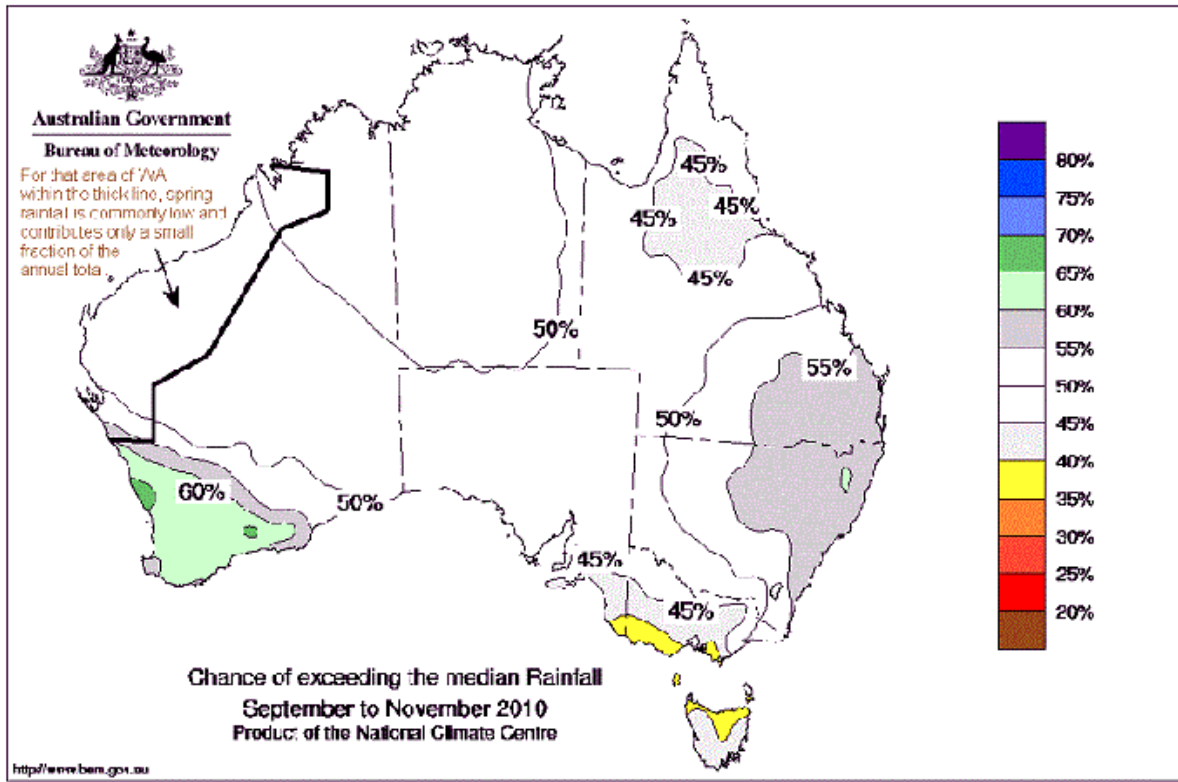 Australian Government
Bureau of Meteorology
For that area of WA
within the thick line, spring
rainfall is commonly low and
contributes only a small
fraction of the
annual total.
45%
45%
45%
45%
50%
55%
50%
60%
50%
45%
45%
80%
75%
70%
65%
60%
55%
50%
45%
40%
35%
30%
25%
20%
Chance of exceeding the median Rainfall
September to November 2010
Product of the National Climate Centre
http://www.bom.gov.au